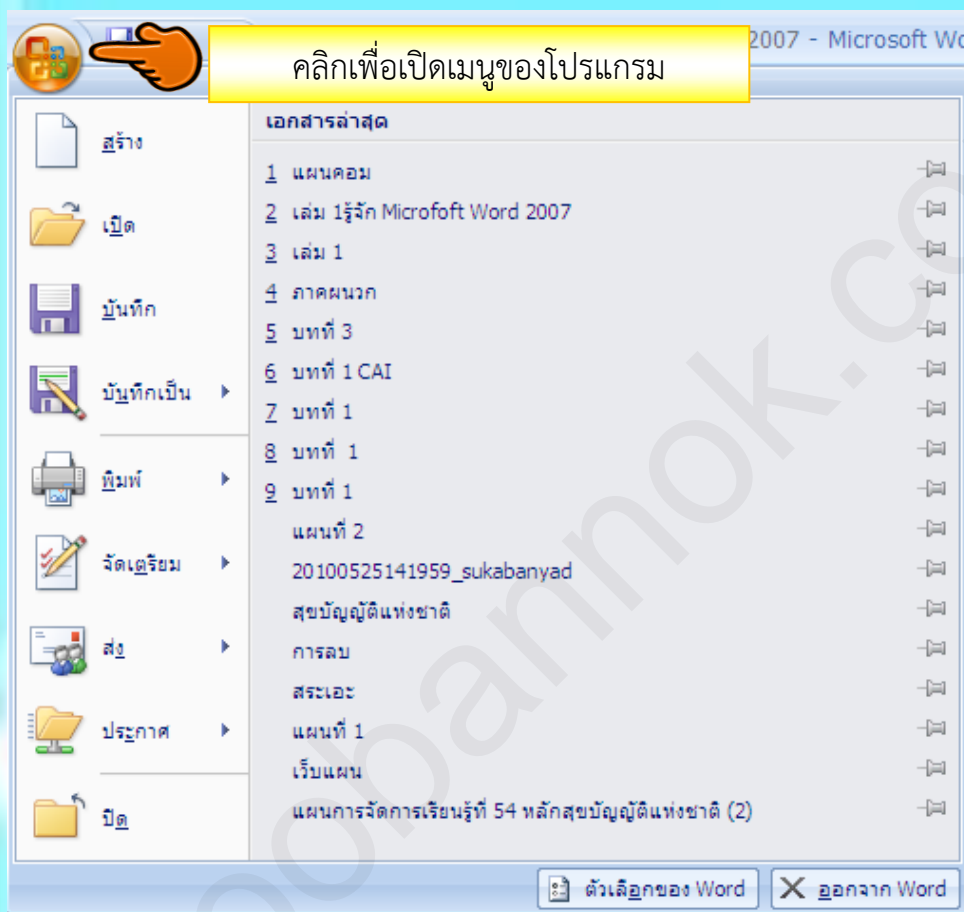 2007 - Microsoft Wo
คลิกเพื่อเปิดเมนูของโปรแกรม
สร้าง
เปิด
บันทึก
บันทึกเป็น
พิมพ์
จัดเตรียม
ส่ง
ประกาศ
ปิด
เอกสารล่าสุด
1 แผนคอม
2 เล่ม 1รู้จัก Microfoft Word 2007
3 เล่ม 1
4 ภาคผนวก
5 บทที่ 3
6 บทที่ 1 CAI
7 บทที่ 1
8 บทที่ 1
9 บทที่ 1
แผนที่ 2
20100525141959_sukabanyad
สุขบัญญัติแห่งชาติ
การลบ
สระเอะ
แผนที่ 1
เว็บแผน
แผนการจัดการเรียนรู้ที่ 54 หลักสุขบัญญัติแห่งชาติ (2)
ตัวเลือกของ Word
ออกจาก Word